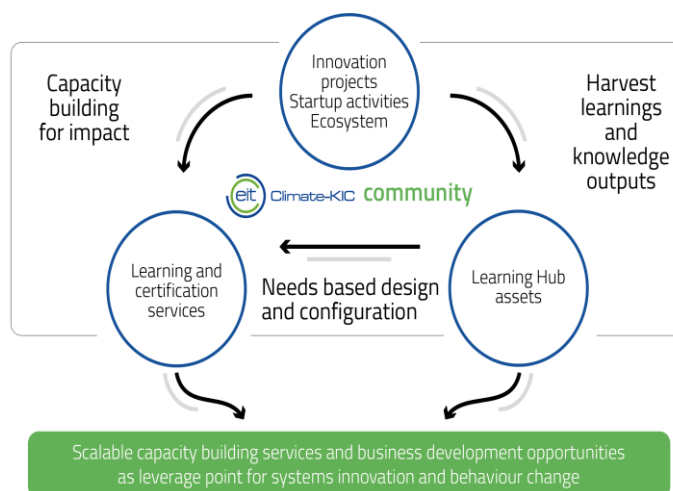 Innovation
projects
Startup activities
Ecosystem
Capacity
building
for impact
Harvest
learnings
and
knowledge
outputs
eit Climate-KIC community
Learning and
certification
services
Needs based design
and configuration
Learning Hub
assets
Scalable capacity building services and business development opportunities
as leverage point for systems innovation and behaviour change